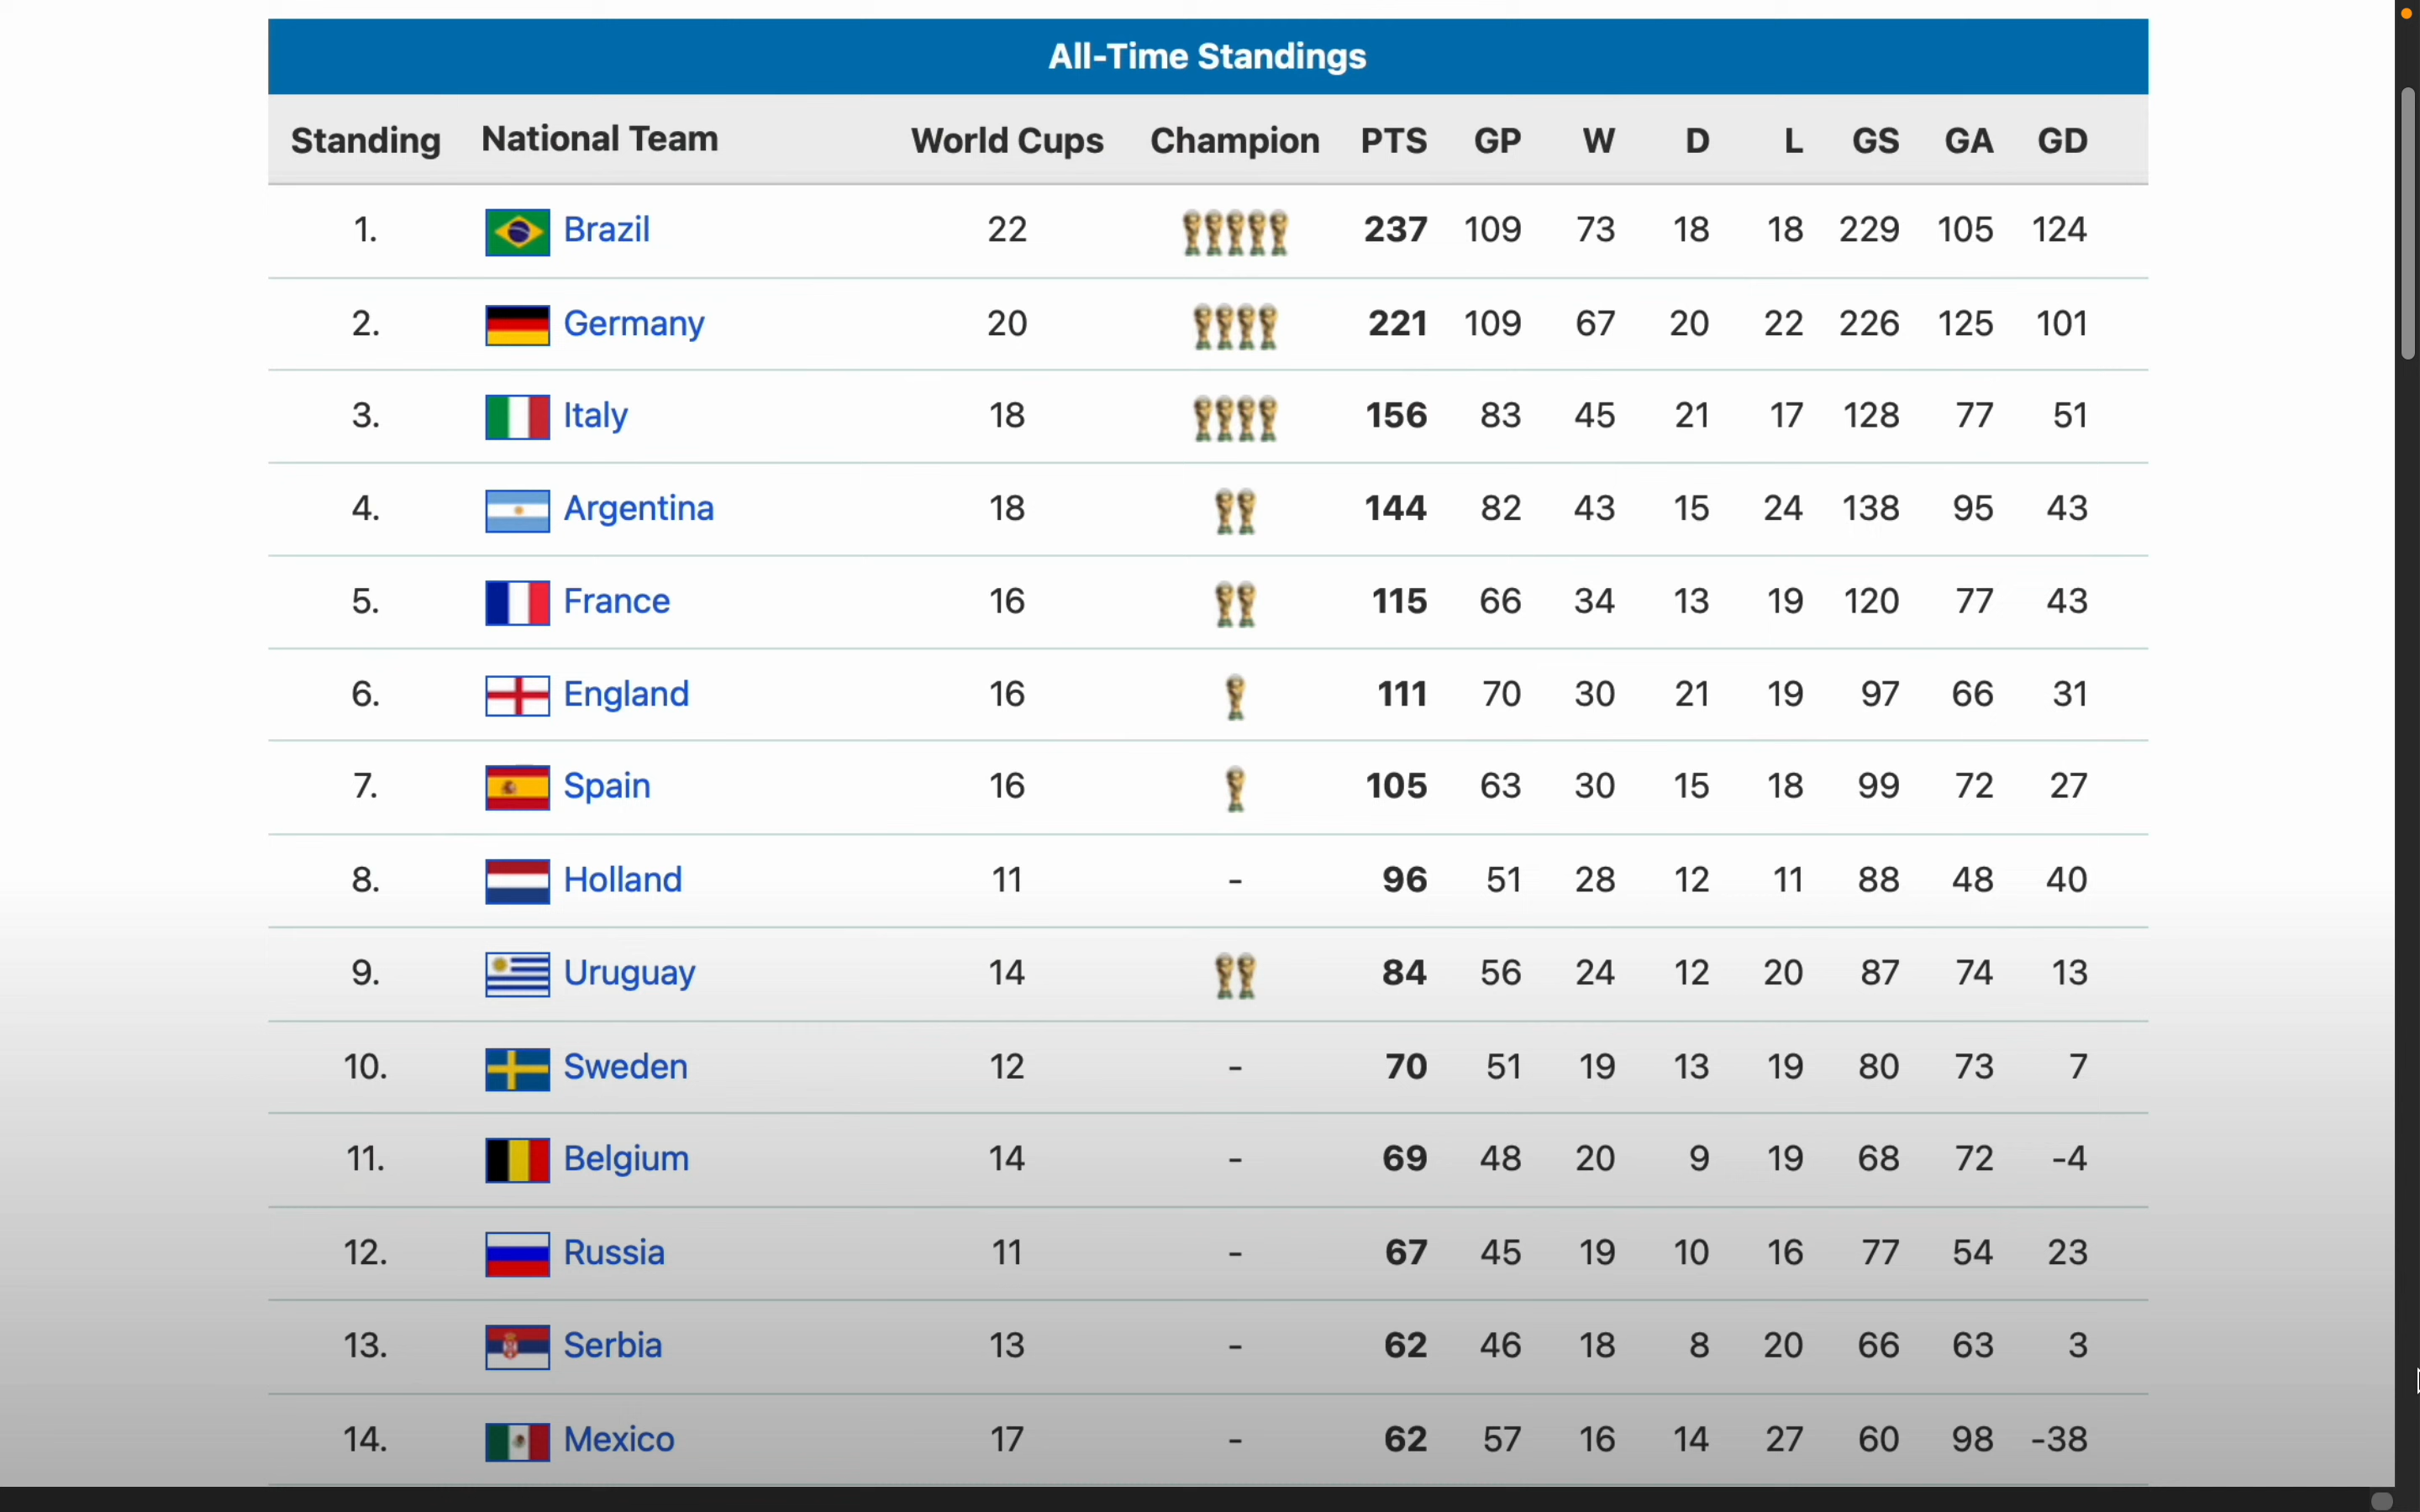 All-Time Standings
Standing National Team World Cups Champion PTS GP W D L GS GA GD
1. Brazil 22 237 109 73 18 18 229 105 124
2. Germany 20 221 109 67 20 22 226 125 101
3. Italy 18 156 83 45 21 17 128 77 51
4. Argentina 18 144 82 43 15 24 138 95 43
5. France 16 115 66 34 13 19 120 77 43
6. England 16 111 70 30 21 19 97 66 31
7. Spain 16 105 63 30 15 18 99 72 27
8. Holland 11 - 96 51 28 12 11 88 48 40
9. Uruguay 14 84 56 24 12 20 87 74 13
10. Sweden 12 - 70 51 19 13 19 80 73 7
11. Belgium 14 - 69 48 20 9 19 68 72 -4
12. Russia 11 - 67 45 19 10 16 77 54 23
13. Serbia 13 - 62 46 18 8 20 66 63 3
14. Mexico 17 - 62 57 16 14 27 60 98 -38